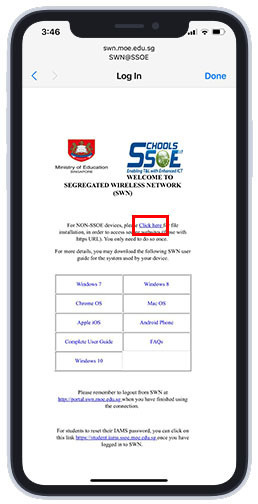 3:46
swn.moe.edu.sg
SWN@SSOE
Log In
Done
Ministry of Education
SINGAPORE
SCHOOLS
SSOE
Enabling T&L with Enhanced ICT
WELCOME TO
SEGREGATED WIRELESS NETWORK
(SWN)
For NON-SSOE devices, please Click here for file
installation, in order to access secure websites (those with
https URL). You only need to do so once.
For more details, you may download the following SWN user
guide for the system used by your device.
Windows 7
Windows 8
Chrome OS
Mac OS
Apple iOS
Android Phone
Complete User Guide
FAQs
Windows 10
Please remember to logout from SWN at
http://portal.swn.moe.edu.sg when you have finished using
the connection.
For students to reset their IAMS password, you can click on
this link https://student.iams.ssoe.moe.edu.sg once you have
logged in to SWN.